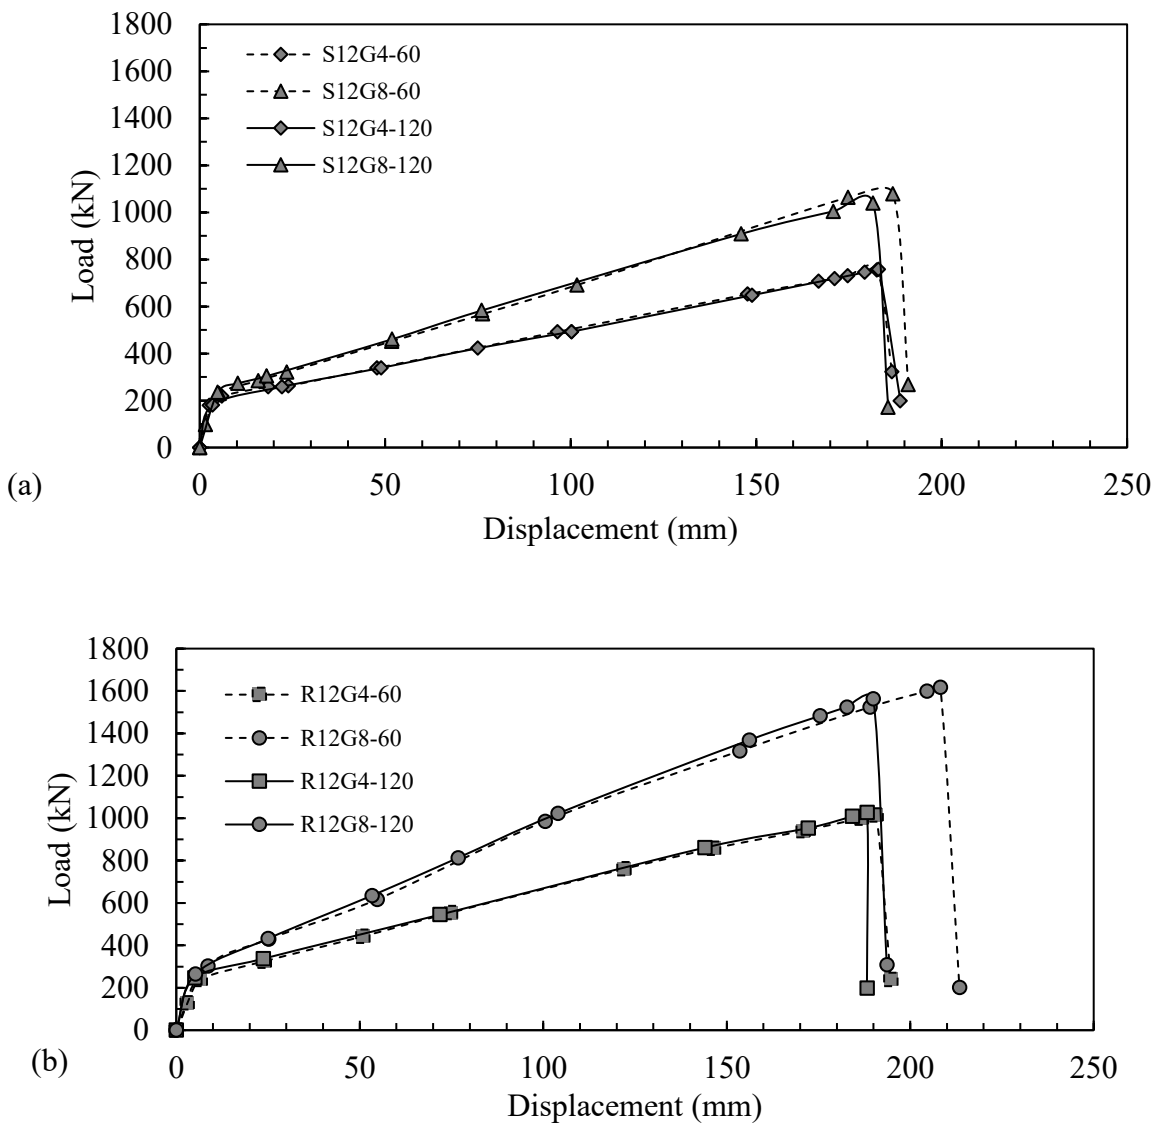 1800
1600
1400
1200
1000
800
600
400
200
0
Load (kN)
S12G4-60
S12G8-60
S12G4-120
S12G8-120
(a)
0 50 100 150 200 250
Displacement (mm)
1800
1600
1400
1200
1000
800
600
400
200
0
Load (kN)
R12G4-60
R12G8-60
R12G4-120
R12G8-120
(b)
0 50 100 150 200 250
Displacement (mm)